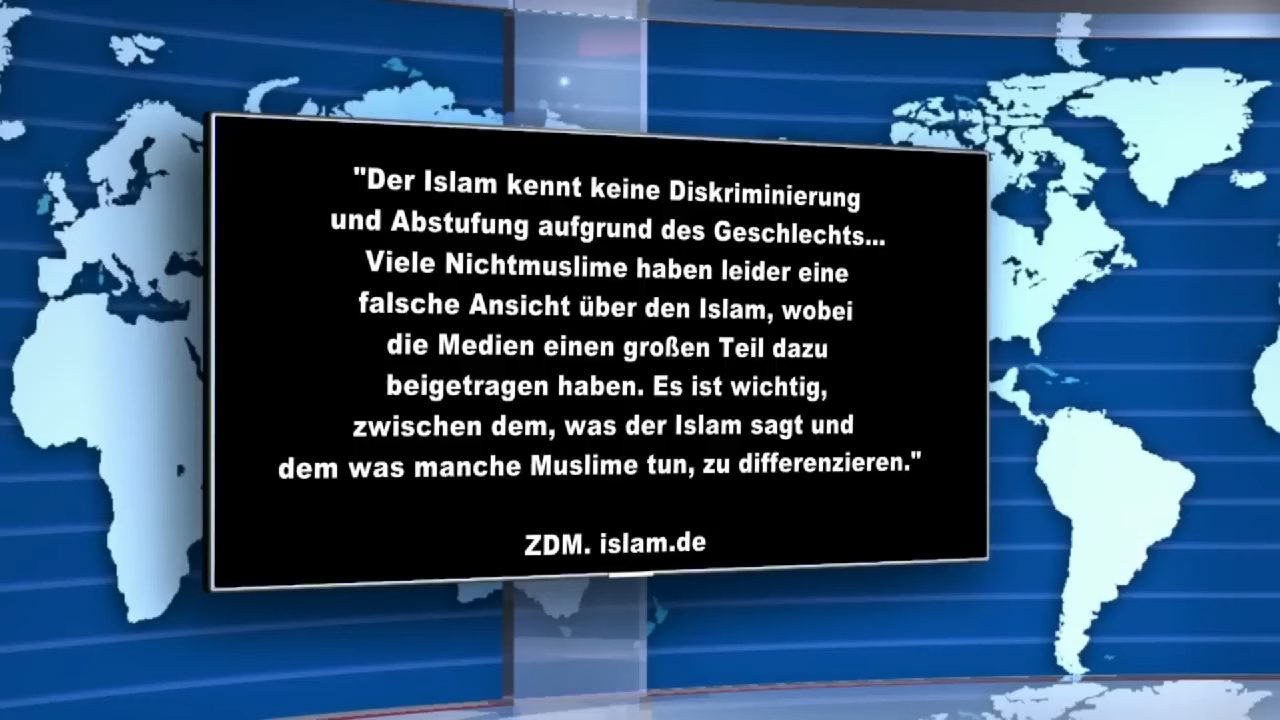 "Der Islam kennt keine Diskriminierung
und Abstufung aufgrund des Geschlechts...
Viele Nichtmuslime haben leider eine
falsche Ansicht über den Islam, wobei
die Medien einen großen Teil dazu
beigetragen haben. Es ist wichtig,
zwischen dem, was der Islam sagt und
dem was manche Muslime tun, zu differenzieren."
ZDM. islam.de